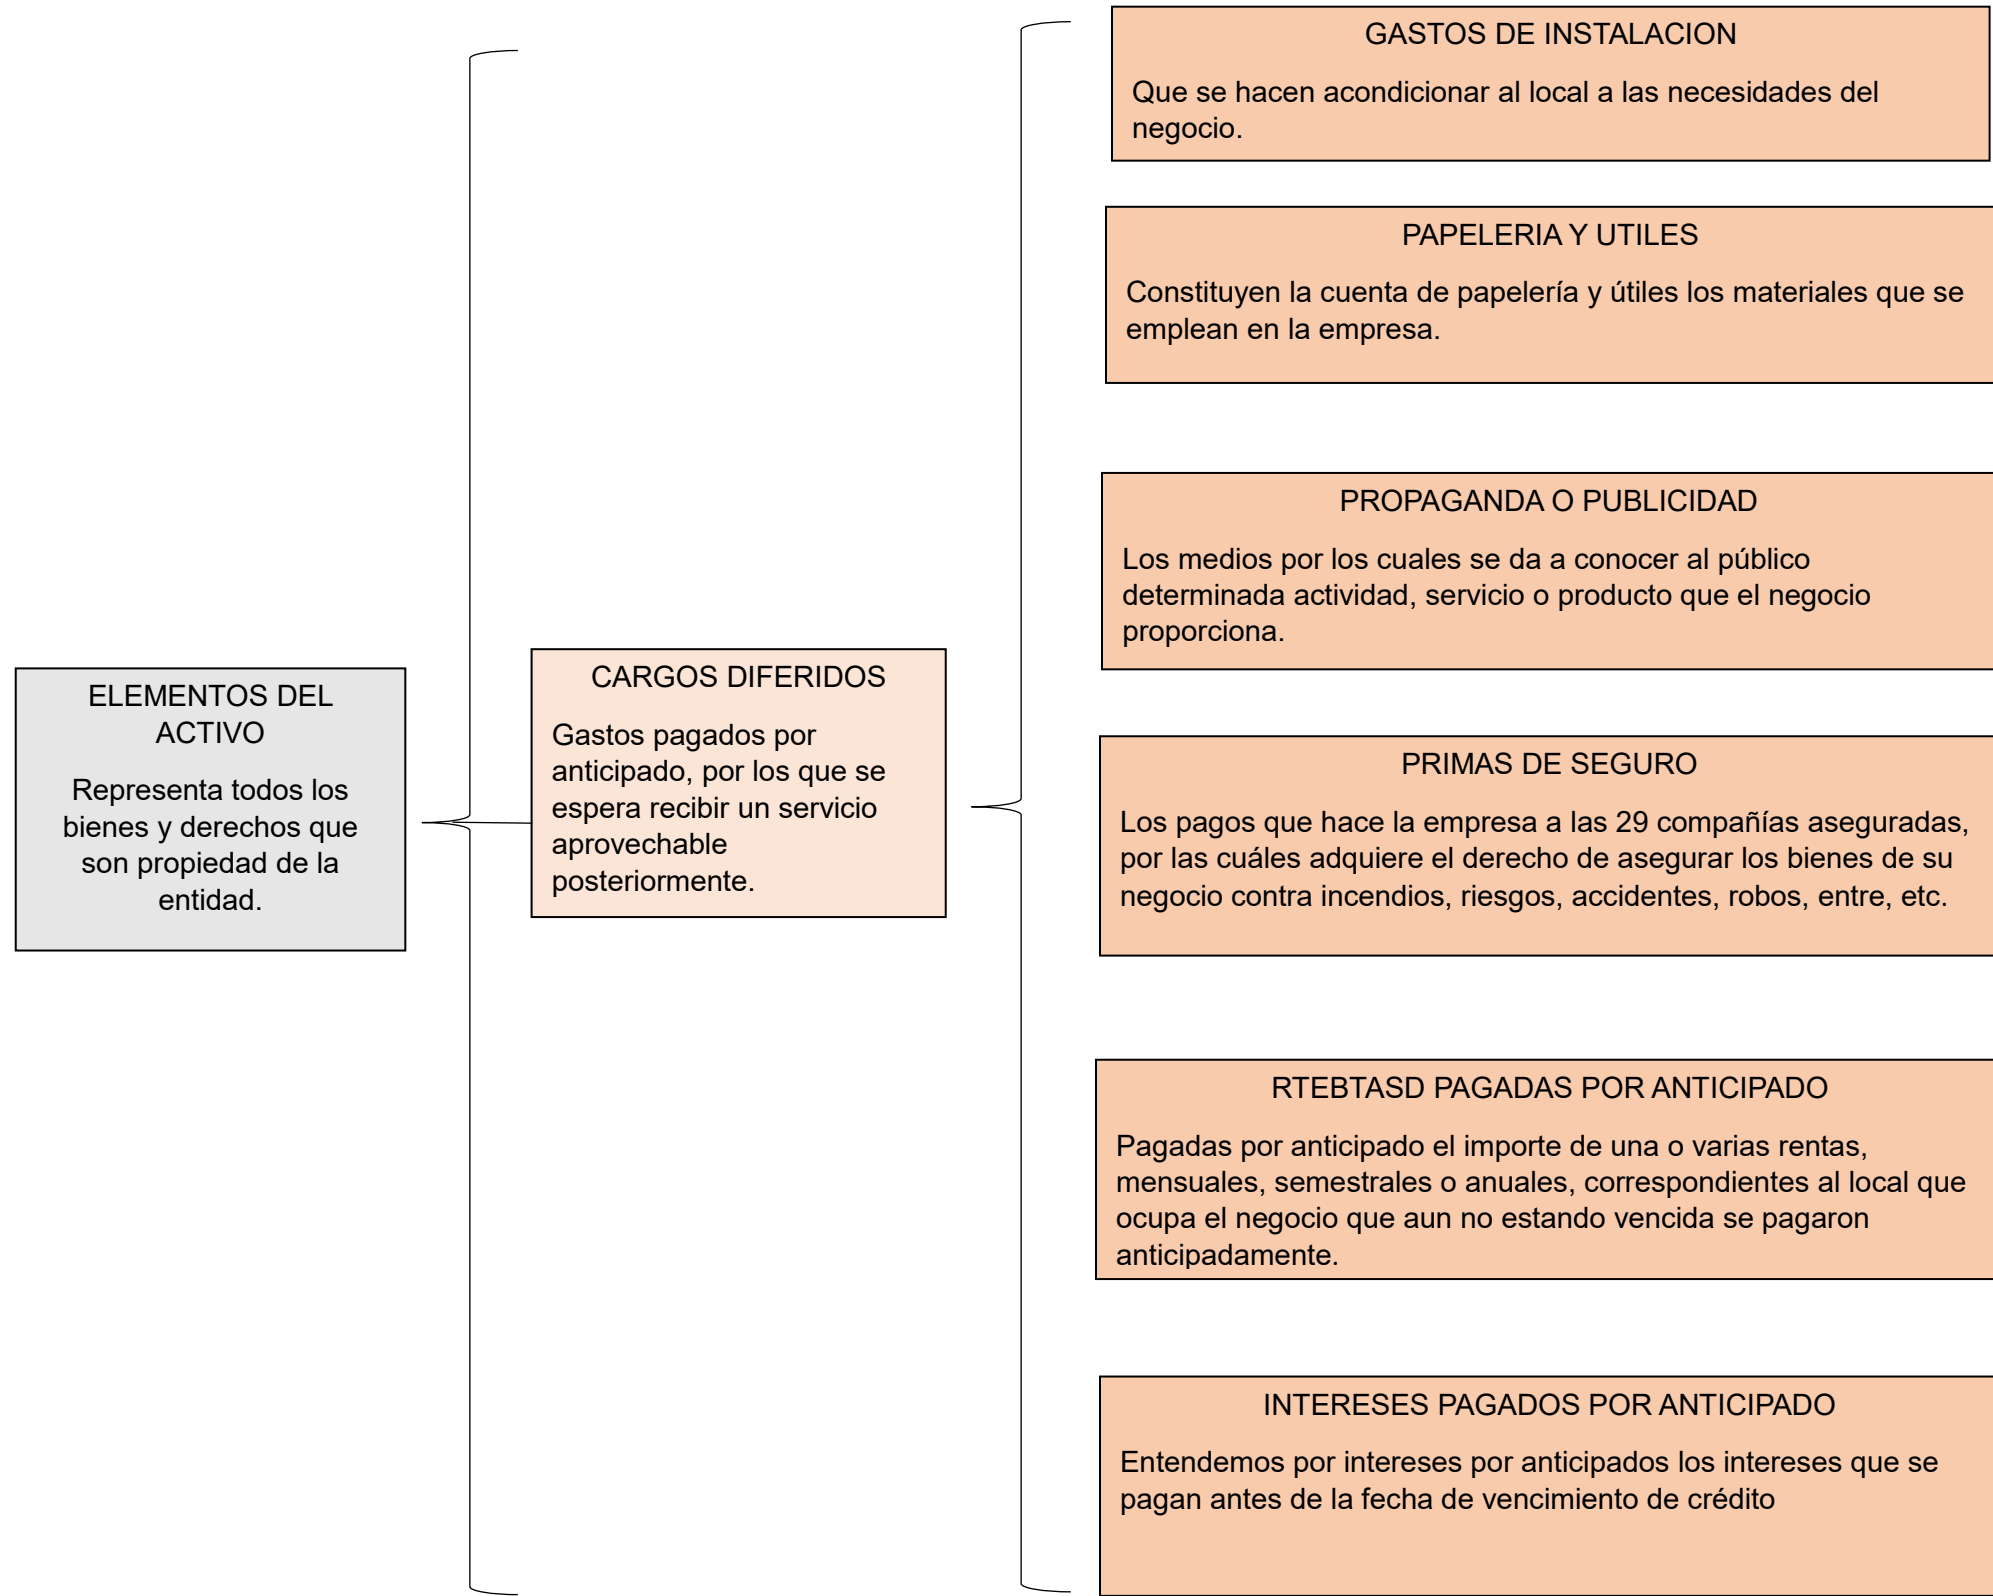 ELEMENTOS DEL
ACTIVO
Representa todos los
bienes y derechos que
son propiedad de la
entidad.
CARGOS DIFERIDOS
Gastos pagados por
anticipado, por los que se
espera recibir un servicio
aprovechable
posteriormente.
GASTOS DE INSTALACION
Que se hacen acondicionar al local a las necesidades del
negocio.
PAPELERIA Y UTILES
Constituyen la cuenta de papelería y útiles los materiales que se
emplean en la empresa.
PROPAGANDA O PUBLICIDAD
Los medios por los cuales se da a conocer al público
determinada actividad, servicio o producto que el negocio
proporciona.
PRIMAS DE SEGURO
Los pagos que hace la empresa a las 29 compañías aseguradas,
por las cuáles adquiere el derecho de asegurar los bienes de su
negocio contra incendios, riesgos, accidentes, robos, entre, etc.
RTEBTASD PAGADAS POR ANTICIPADO
Pagadas por anticipado el importe de una o varias rentas,
mensuales, semestrales o anuales, correspondientes al local que
ocupa el negocio que aun no estando vencida se pagaron
anticipadamente.
INTERESES PAGADOS POR ANTICIPADO
Entendemos por intereses por anticipados los intereses que se
pagan antes de la fecha de vencimiento de crédito